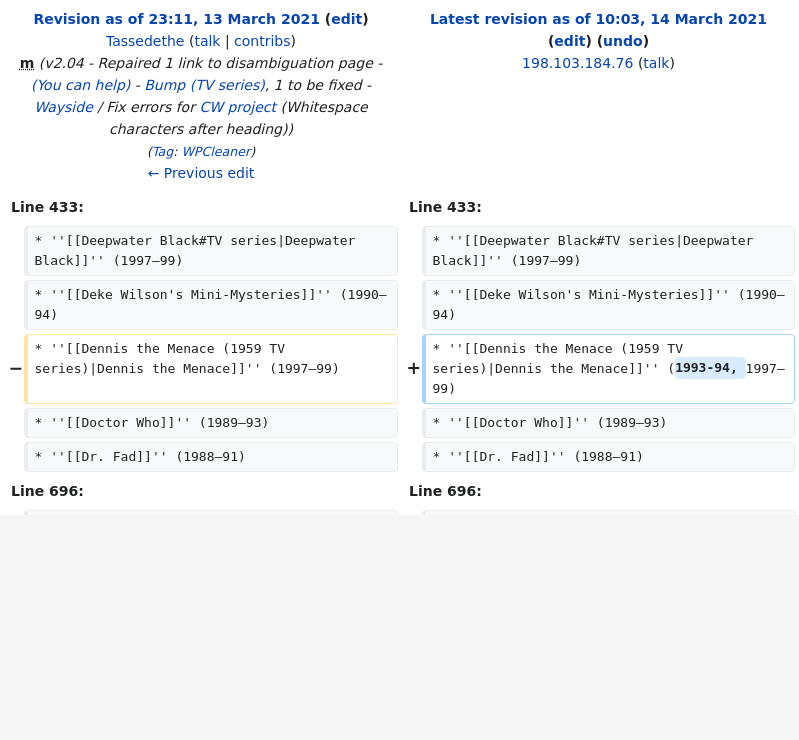 Revision as of 23:11, 13 March 2021 (edit)
Tassedethe (talk | contribs)
m (v2.04 - Repaired 1 link to disambiguation page -
(You can help) - Bump (TV series), 1 to be fixed -
Wayside / Fix errors for CW project (Whitespace
characters after heading))
(Tag: WPCleaner)
← Previous edit
Latest revision as of 10:03, 14 March 2021
(edit) (undo)
198.103.184.76 (talk)
Line 433:
* ''[[Deepwater Black#TV series|Deepwater
Black]]'' (1997–99)
* ''[[Deke Wilson's Mini-Mysteries]]'' (1990–
94)
− * ''[[Dennis the Menace (1959 TV
series)|Dennis the Menace]]'' (1997–99)
* ''[[Doctor Who]]'' (1989–93)
* ''[[Dr. Fad]]'' (1988–91)
Line 696:
Line 433:
* ''[[Deepwater Black#TV series|Deepwater
Black]]'' (1997–99)
* ''[[Deke Wilson's Mini-Mysteries]]'' (1990–
94)
+ * ''[[Dennis the Menace (1959 TV
series)|Dennis the Menace]]'' (1993-94, 1997–
99)
* ''[[Doctor Who]]'' (1989–93)
* ''[[Dr. Fad]]'' (1988–91)
Line 696: